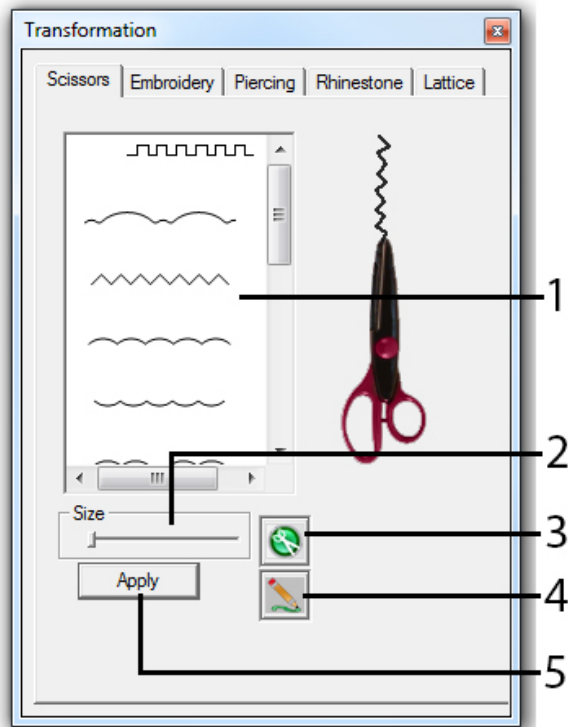 Transformation
Scissors Embroidery Piercing Rhinestone Lattice
1
2
Size
3
Apply
4
5